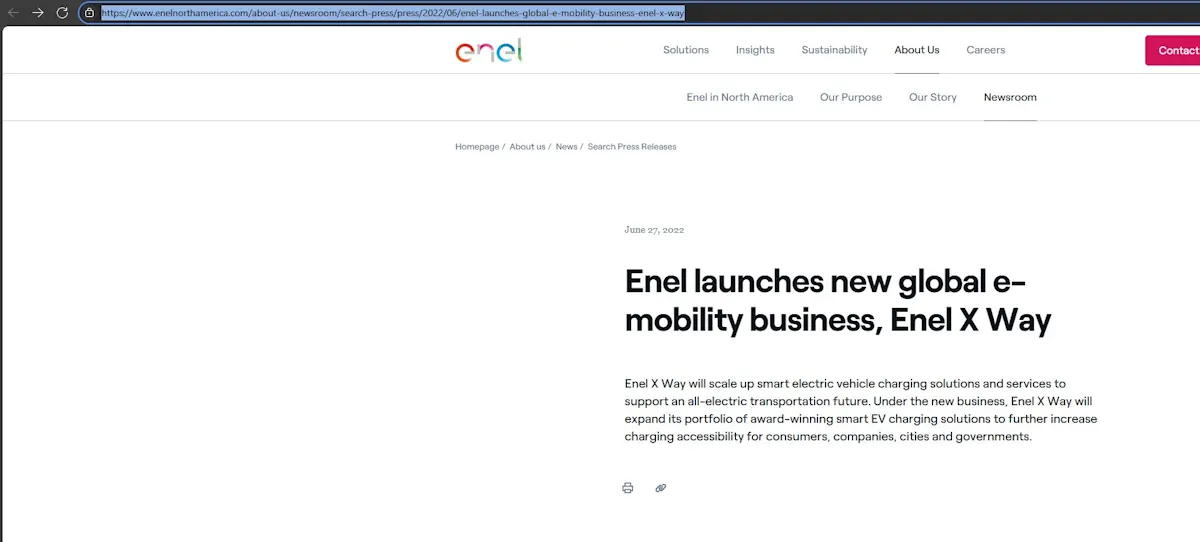 https://www.enelnorthamerica.com/about-us/newsroom/search-press/press/2022/06/enel-launches-global-e-mobility-business-enel-x-way
enel
Solutions Insights Sustainability About Us Careers
Contact
Enel in North America Our Purpose Our Story Newsroom
Homepage / About us / News / Search Press Releases
June 27, 2022
Enel launches new global e-
mobility business, Enel X Way
Enel X Way will scale up smart electric vehicle charging solutions and services to
support an all-electric transportation future. Under the new business, Enel X Way will
expand its portfolio of award-winning smart EV charging solutions to further increase
charging accessibility for consumers, companies, cities and governments.